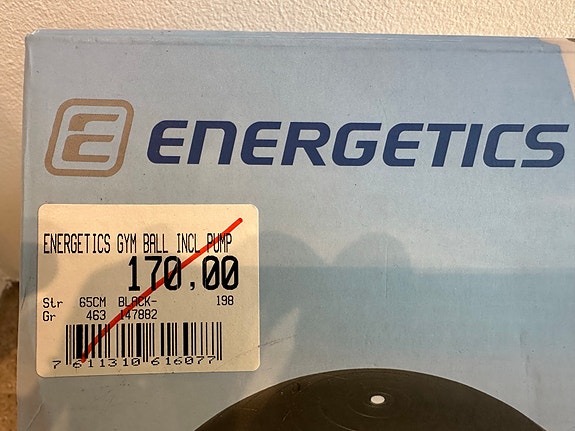 E ENERGETICS
ENERGETICS GYM BALL INCL PUMP
170,00
Str 65CM BLACK- 198
Gr 463 147882
7 611310 616077